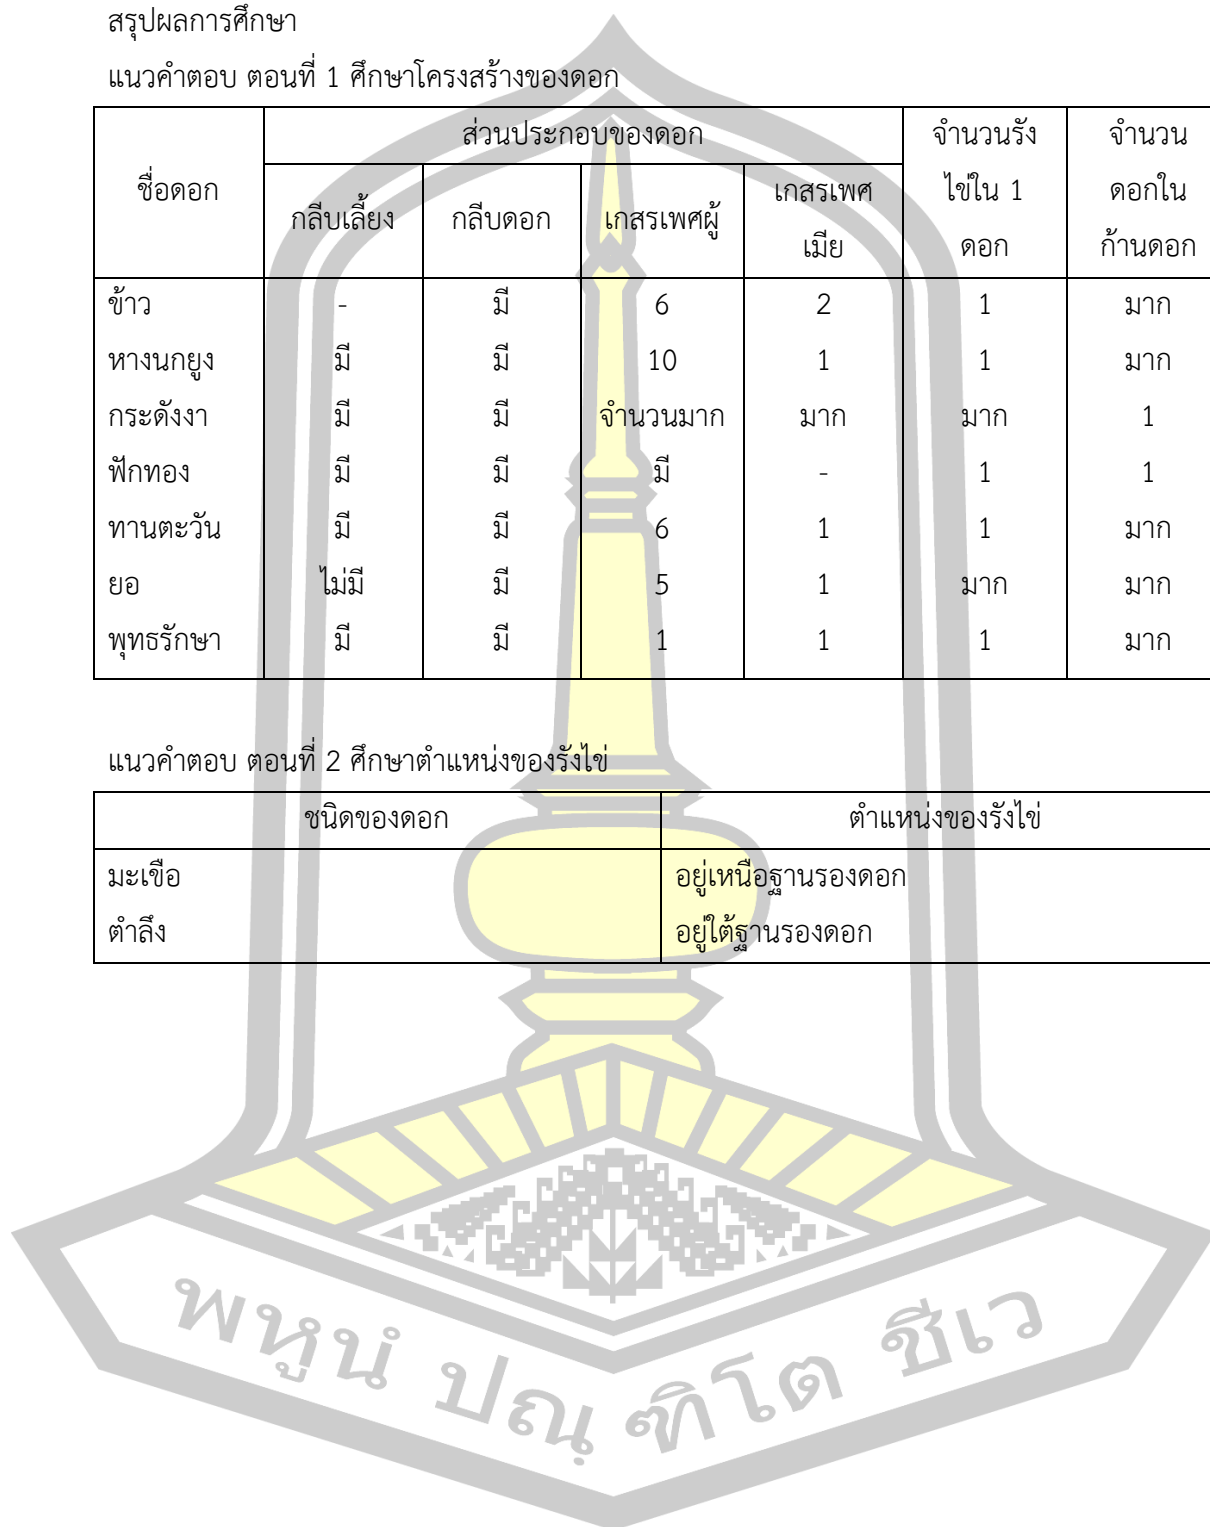 สรุปผลการศึกษา
แนวคำตอบ ตอนที่ 1 ศึกษาโครงสร้างของดอก
ชื่อดอก ส่วนประกอบของดอก จำนวนรังไข่ใน 1 ดอก จำนวนดอกในก้านดอก
กลีบเลี้ยง กลีบดอก เกสรเพศผู้ เกสรเพศเมีย
ข้าว - มี 6 2 1 มาก
หางนกยูง มี มี 10 1 1 มาก
กระดังงา มี มี จำนวนมาก มาก มาก 1
ฟักทอง มี มี มี - 1 1
ทานตะวัน มี มี 6 1 1 มาก
ยอ ไม่มี มี 5 1 มาก มาก
พุทธรักษา มี มี 1 1 1 มาก
แนวคำตอบ ตอนที่ 2 ศึกษาตำแหน่งของรังไข่
ชนิดของดอก ตำแหน่งของรังไข่
มะเขือ อยู่เหนือฐานรองดอก
ตำลึง อยู่ใต้ฐานรองดอก
พหูนํ ปณฺฑิโต ชีเว